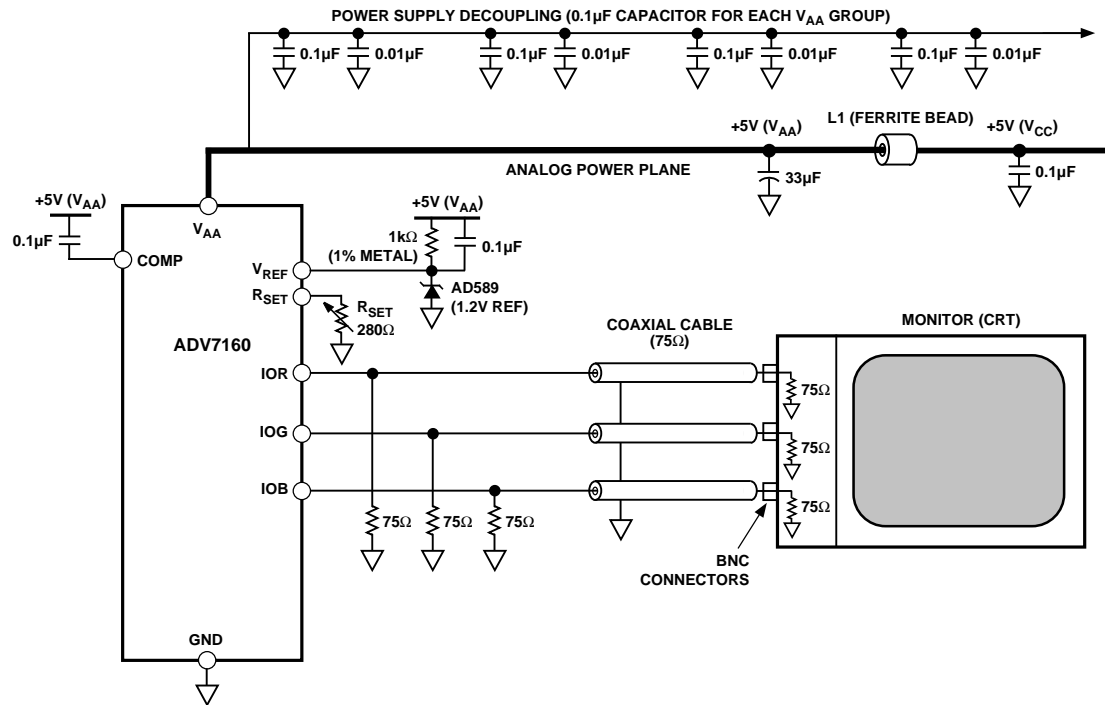 POWER SUPPLY DECOUPLING (0.1µF CAPACITOR FOR EACH VAA GROUP)
0.1µF
0.01µF
0.1µF
0.01µF
0.1µF
0.01µF
0.1µF
0.01µF
L1 (FERRITE BEAD)
+5V (VAA)
+5V (VCC)
ANALOG POWER PLANE
33µF
0.1µF
+5V (VAA)
0.1µF
COMP
VAA
+5V (VAA)
1kΩ
(1% METAL)
0.1µF
VREF
AD589
(1.2V REF)
RSET
RSET
280Ω
ADV7160
COAXIAL CABLE
(75Ω)
MONITOR (CRT)
IOR
75Ω
IOG
75Ω
IOB
75Ω
75Ω
75Ω
75Ω
BNC
CONNECTORS
GND